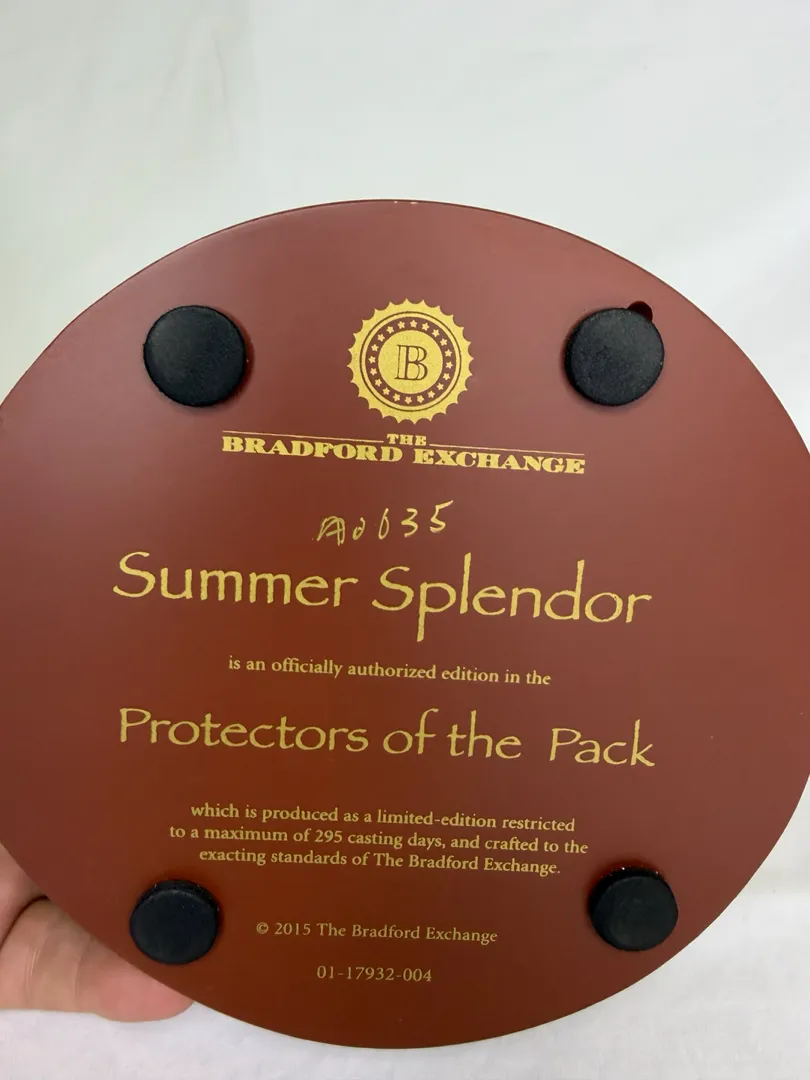 B
THE
BRADFORD EXCHANGE
A0635
Summer Splendor
is an officially authorized edition in the
Protectors of the Pack
which is produced as a limited-edition restricted
to a maximum of 295 casting days, and crafted to the
exacting standards of The Bradford Exchange.
© 2015 The Bradford Exchange
01-17932-004